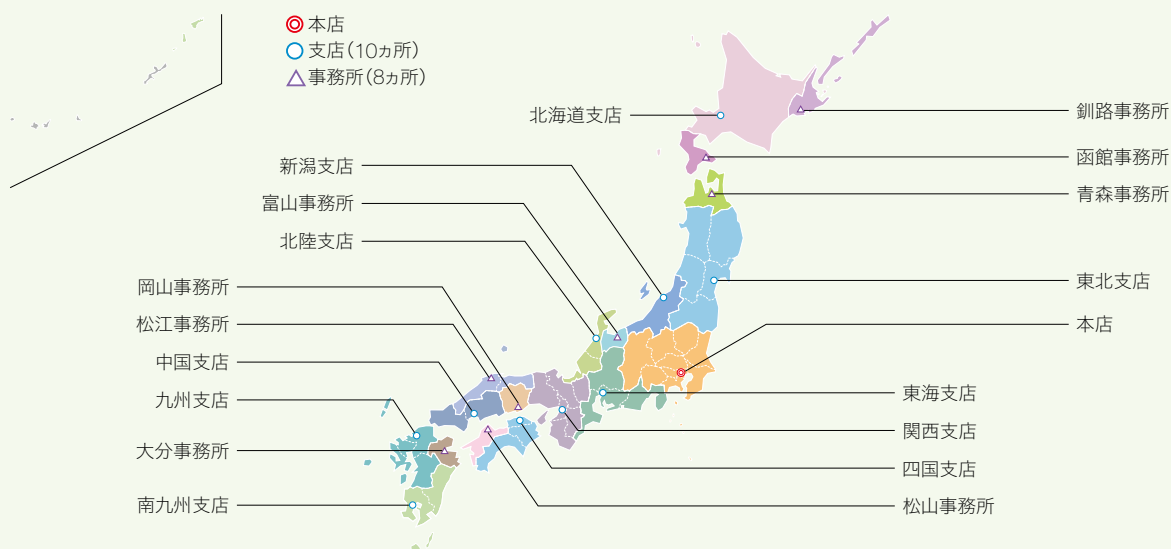 本店
支店(10ヵ所)
事務所(8ヵ所)
北海道支店
新潟支店
富山事務所
北陸支店
岡山事務所
松江事務所
中国支店
九州支店
大分事務所
南九州支店
釧路事務所
函館事務所
青森事務所
東北支店
本店
東海支店
関西支店
四国支店
松山事務所